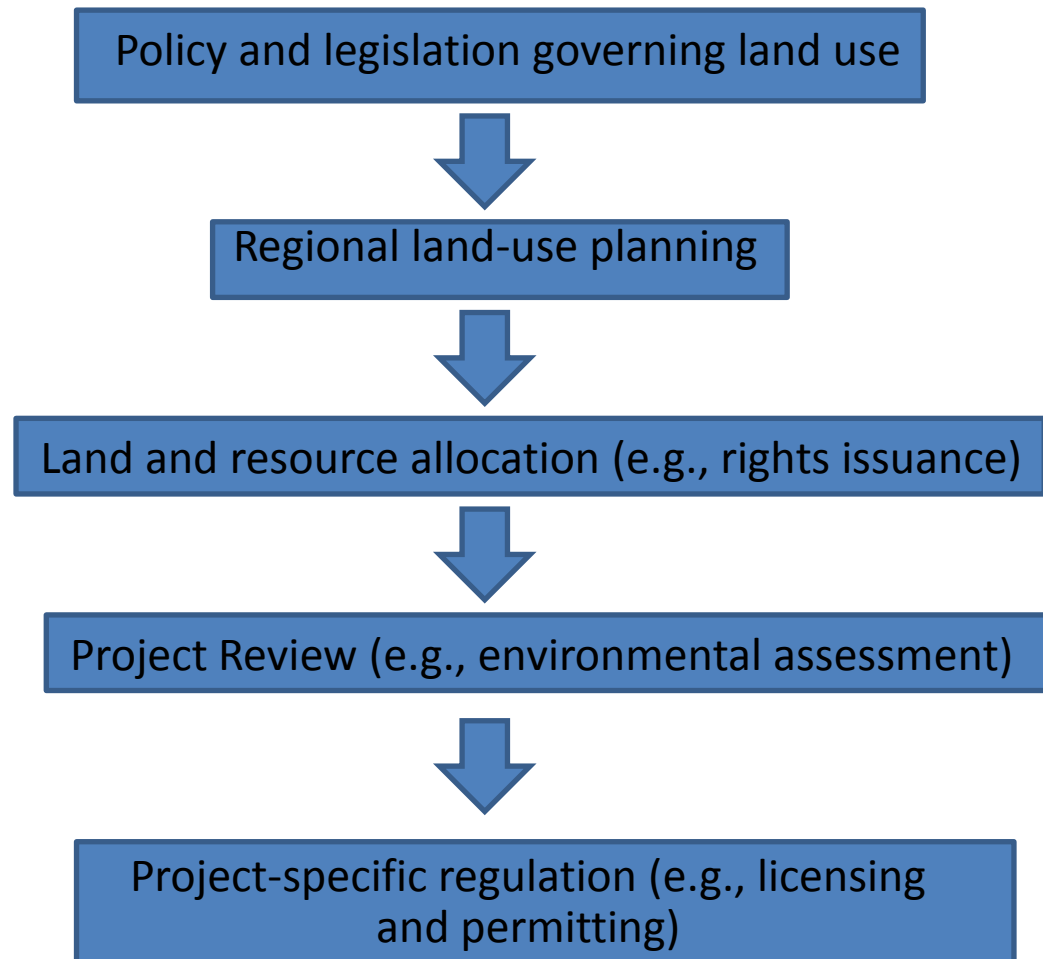 Policy and legislation governing land use
Regional land-use planning
Land and resource allocation (e.g., rights issuance)
Project Review (e.g., environmental assessment)
Project-specific regulation (e.g., licensing
and permitting)